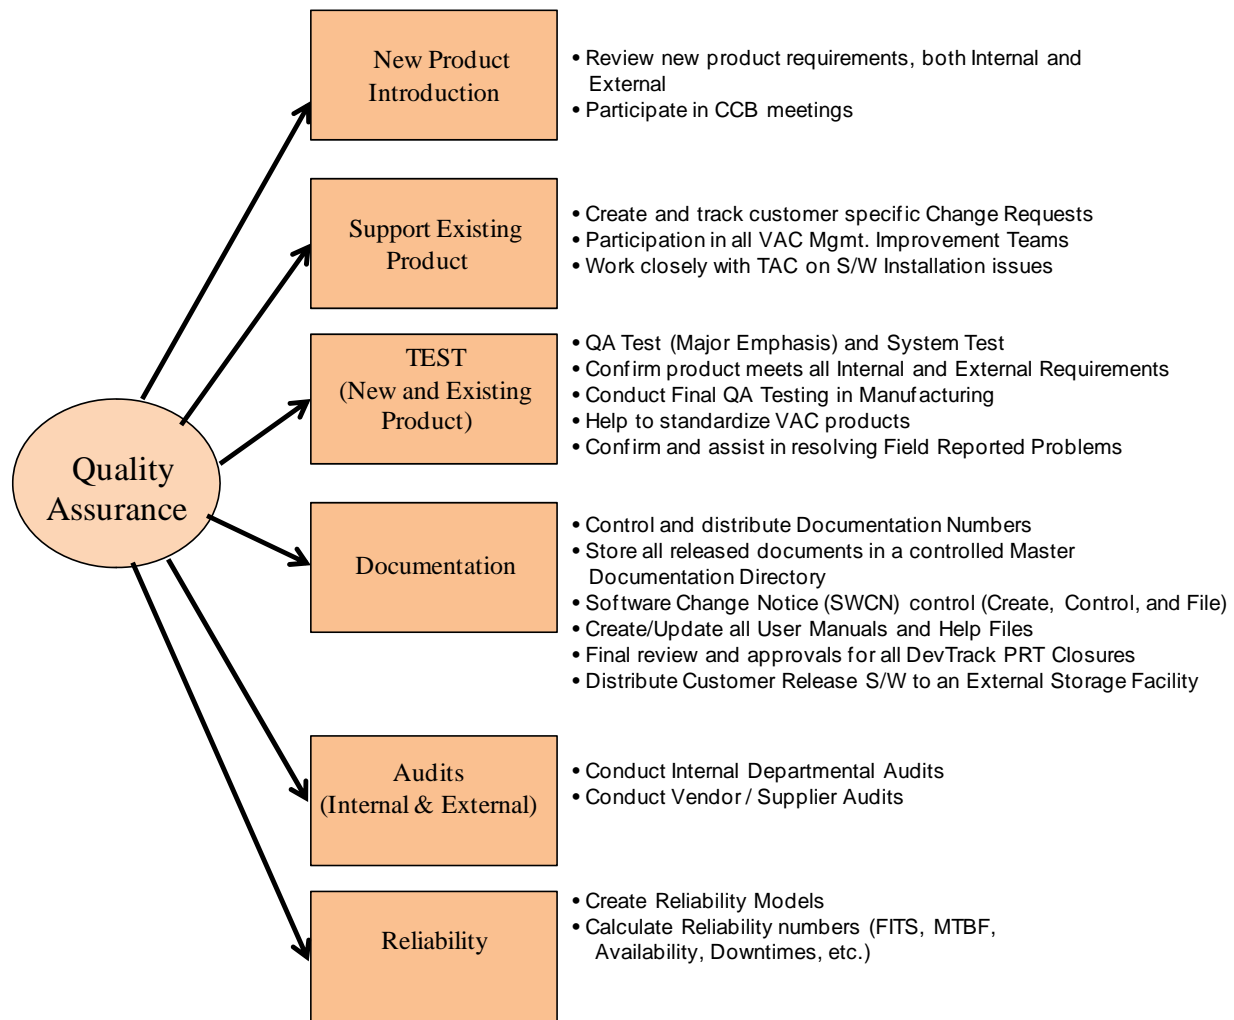 New Product
Introduction
• Review new product requirements, both Internal and
External
• Participate in CCB meetings
Support Existing
Product
• Create and track customer specific Change Requests
• Participation in all VAC Mgmt. Improvement Teams
• Work closely with TAC on S/W Installation issues
TEST
(New and Existing
Product)
• QA Test (Major Emphasis) and System Test
• Confirm product meets all Internal and External Requirements
• Conduct Final QA Testing in Manufacturing
• Help to standardize VAC products
• Confirm and assist in resolving Field Reported Problems
Quality
Assurance
Documentation
• Control and distribute Documentation Numbers
• Store all released documents in a controlled Master
Documentation Directory
• Software Change Notice (SWCN) control (Create, Control, and File)
• Create/Update all User Manuals and Help Files
• Final review and approvals for all DevTrack PRT Closures
• Distribute Customer Release S/W to an External Storage Facility
Audits
(Internal & External)
• Conduct Internal Departmental Audits
• Conduct Vendor / Supplier Audits
Reliability
• Create Reliability Models
• Calculate Reliability numbers (FITS, MTBF,
Availability, Downtimes, etc.)